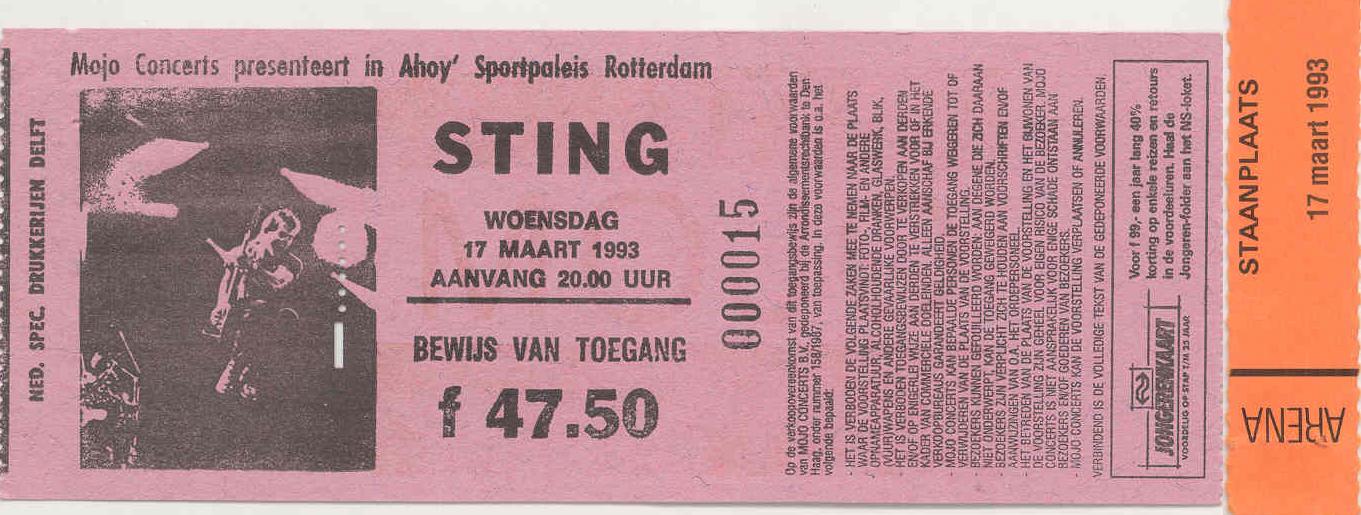 Mojo Concerts presenteert in Ahoy' Sportpaleis Rotterdam
NED. SPEC. DRUKKERIJEN DELFT
STING
WOENSDAG
17 MAART 1993
AANVANG 20.00 UUR
BEWIJS VAN TOEGANG
f 47.50
000015
Op de verkoopovereenkomst van dit toegangsbewijs zijn de algemene voorwaarden
van MOJO CONCERTS B.V., gedeponeerd bij de Arrondissementsrechtbank te Den
Haag, onder nummer 158/1987, van toepassing. In deze voorwaarden is o.a. het
volgende bepaald:
- HET IS VERBODEN DE VOLGENDE ZAKEN MEE TE NEMEN NAAR DE PLAATS
WAAR DE VOORSTELLING PLAATSVINDT: FOTO-, FILM- EN ANDERE
OPNAMEAPPARATUUR, ALCOHOLHOUDENDE DRANKEN, GLASWERK, BLIK,
(VUUR)WAPENS EN ANDERE GEVAARLIJKE VOORWERPEN.
- HET IS VERBODEN TOEGANGSBEWIJZEN DOOR TE VERKOPEN AAN DERDEN
EN/OF OP ENIGERLEI WIJZE AAN DERDEN TE VERSTREKKEN VOOR OF IN HET
KADER VAN COMMERCIELE DOELEINDEN. ALLEEN AANSCHAF BIJ ERKENDE
VERKOOPBUREAUS GARANDEERT GELDIGHEID.
- MOJO CONCERTS KAN BEPAALDE PERSONEN DE TOEGANG WEIGEREN TOT OF
VERWIJDEREN VAN DE PLAATS VAN DE VOORSTELLING.
- BEZOEKERS KUNNEN GEFOUILLEERD WORDEN. AAN DEGENE DIE ZICH DAARAAN
NIET ONDERWERPT, KAN DE TOEGANG GEWEIGERD WORDEN.
- BEZOEKERS ZIJN VERPLICHT ZICH TE HOUDEN AAN VOORSCHRIFTEN EN/OF
AANWIJZINGEN VAN O.A. HET ORDEPERSONEEL.
- HET BETREDEN VAN DE PLAATS VAN DE VOORSTELLING EN HET BIJWONEN VAN
DE VOORSTELLING ZIJN GEHEEL VOOR EIGEN RISICO VAN DE BEZOEKER. MOJO
CONCERTS IS NIET AANSPRAKELIJK VOOR ENIGE SCHADE ONTSTAAN AAN
BEZOEKERS EN/OF GOEDEREN VAN BEZOEKERS.
- MOJO CONCERTS KAN DE VOORSTELLING VERPLAATSEN OF ANNULEREN.
VERBINDEND IS DE VOLLEDIGE TEKST VAN DE GEDEPONEERDE VOORWAARDEN.
JONGERENKAART
VOORDELIG OP STAP T/M 25 JAAR
Voor f 89,- een jaar lang 40%
korting op enkele reizen en retours
in de voordeeluren. Haal de
Jongeren-folder aan het NS-loket.
STAANPLAATS
17 maart 1993
ARENA